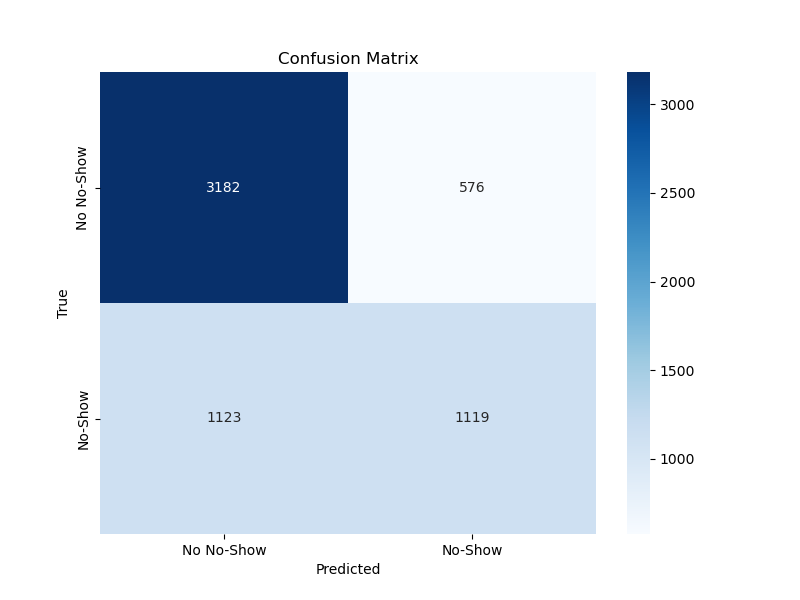 Confusion Matrix
No No-Show
No-Show
True
3182
576
1123
1119
No No-Show
No-Show
Predicted
3000
2500
2000
1500
1000